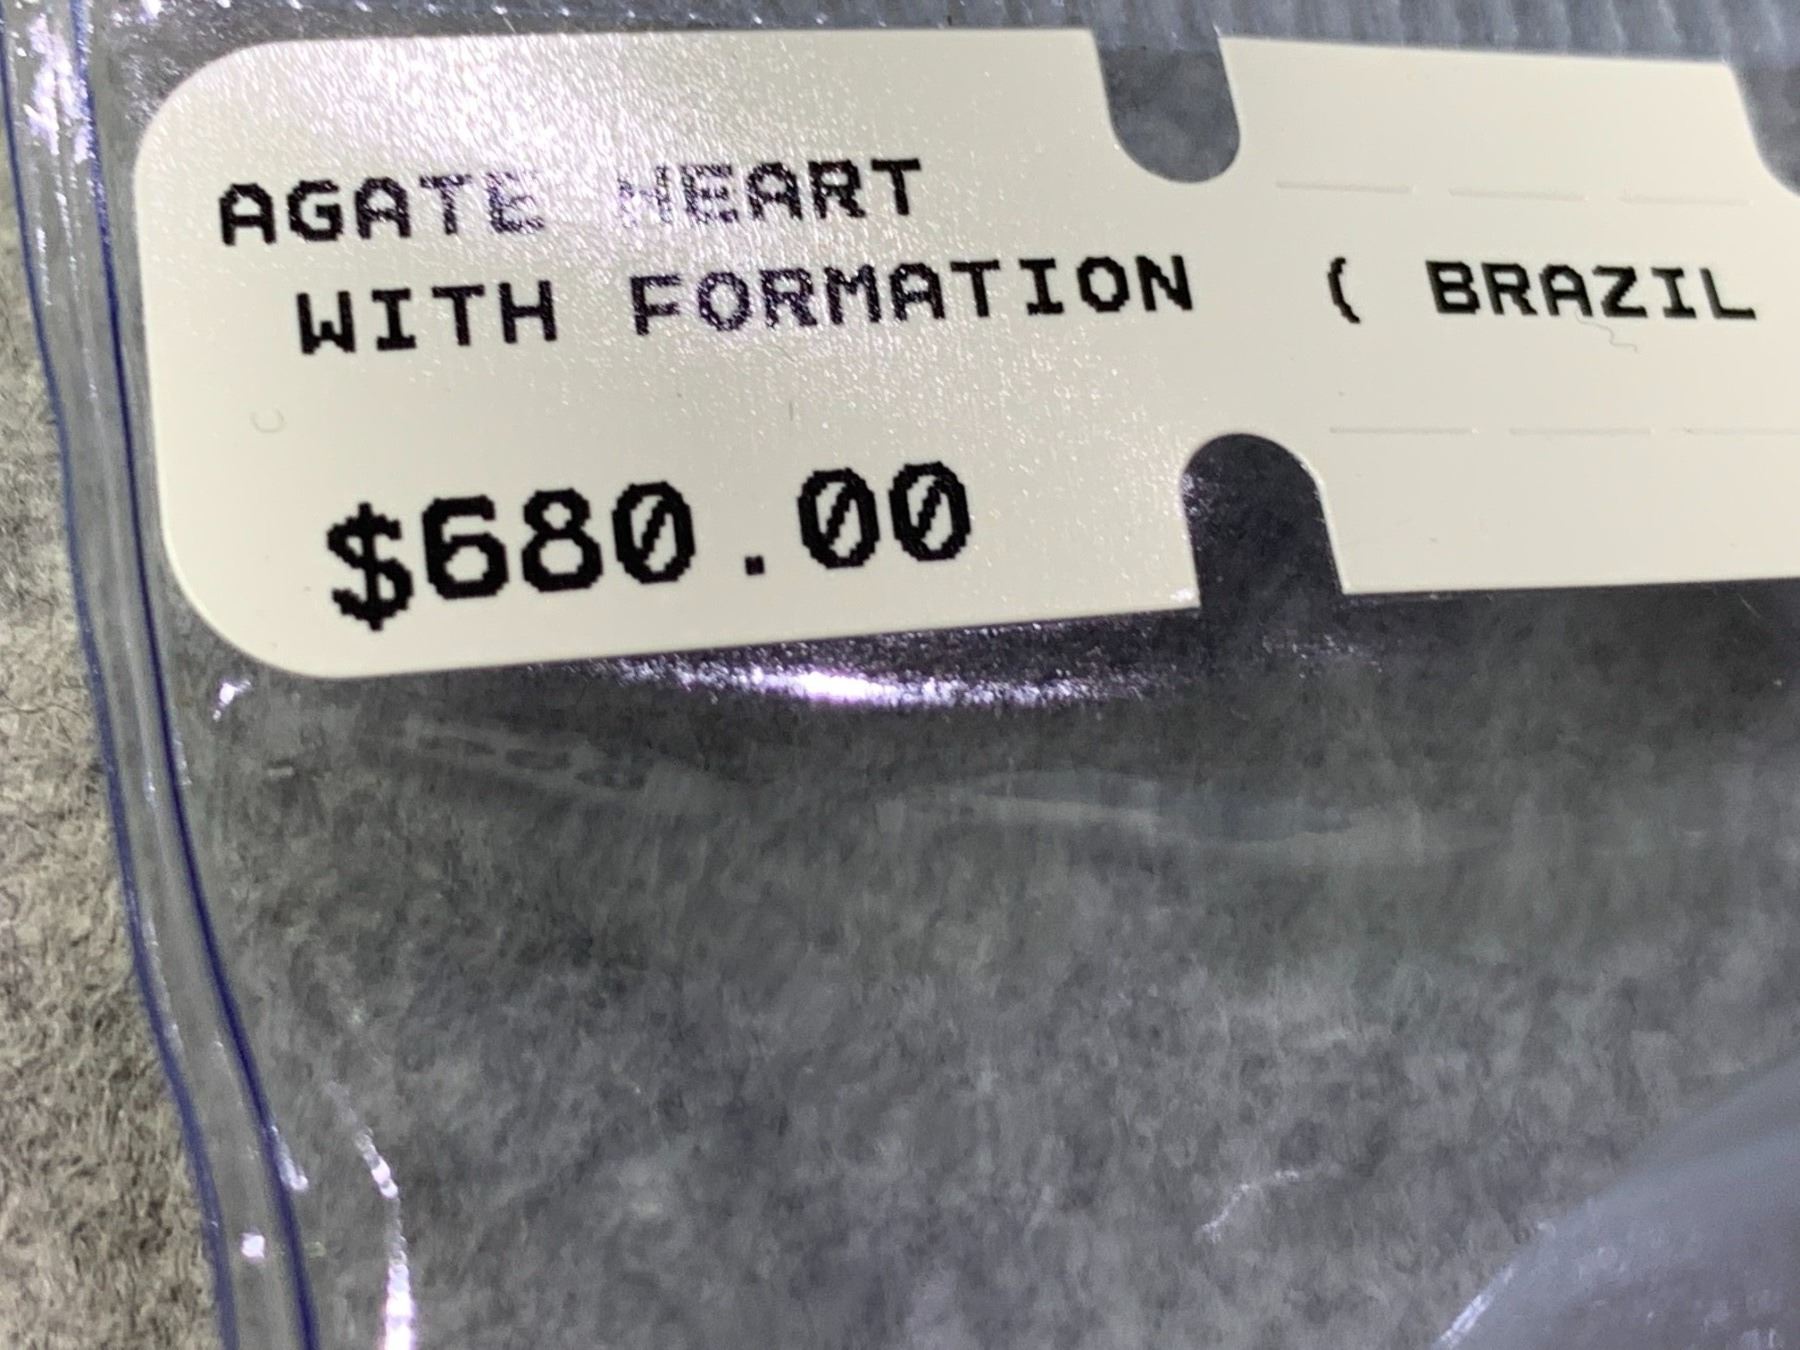 AGATE HEART
WITH FORMATION ( BRAZIL
$680.00